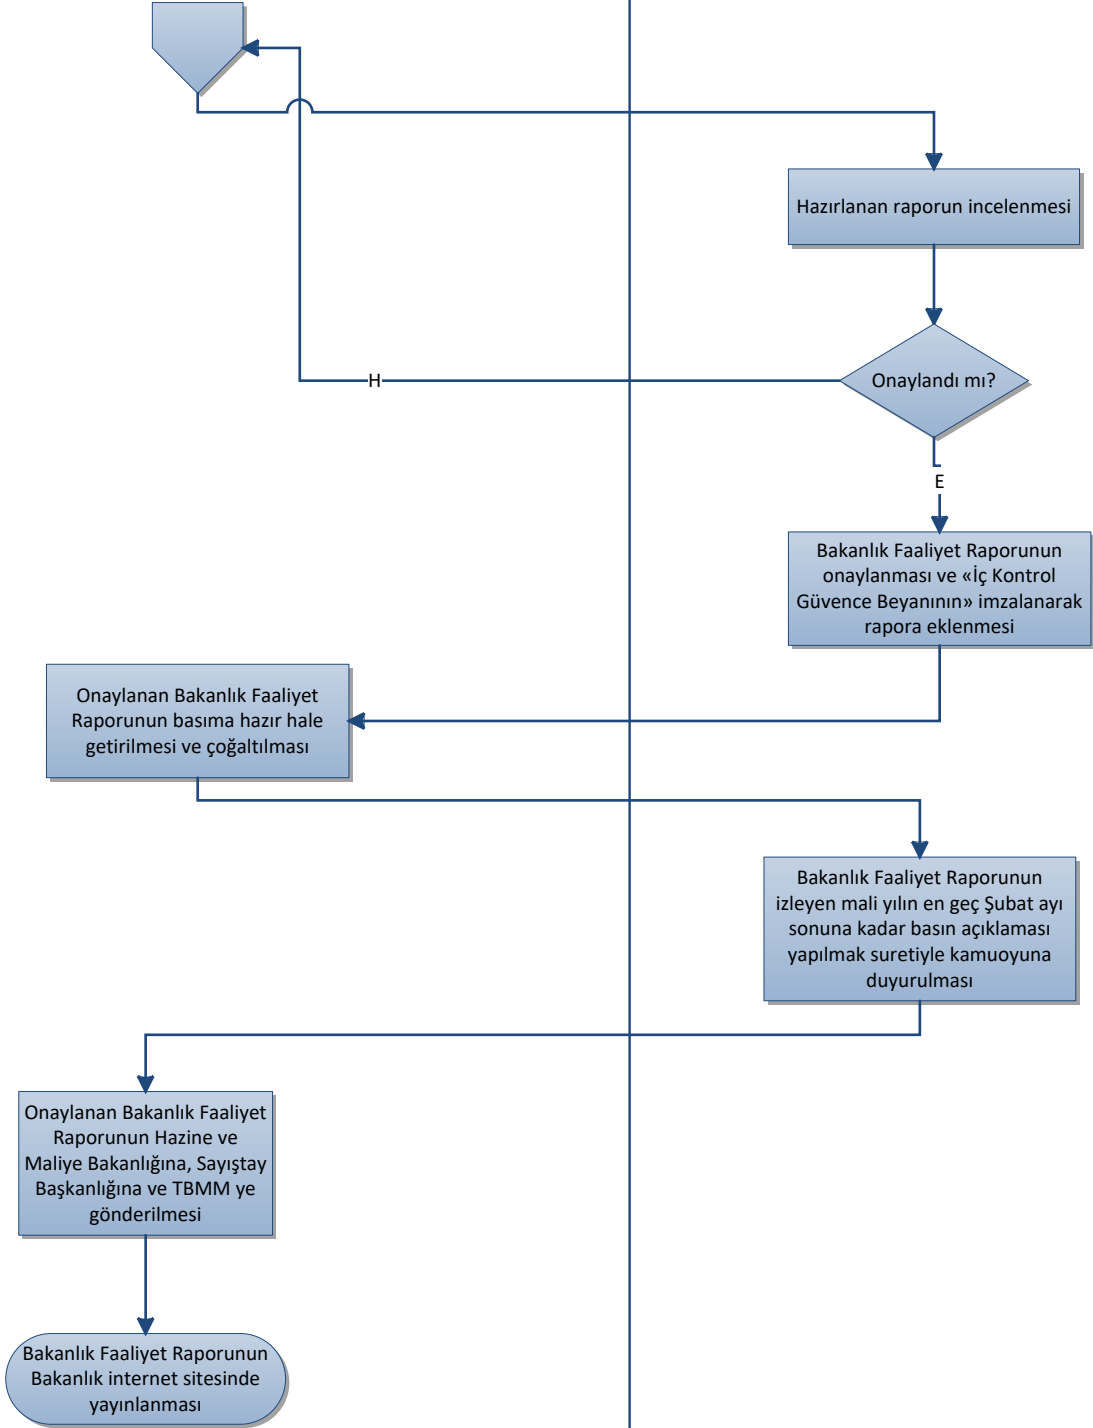 Hazırlanan raporun incelenmesi
Onaylandı mı?
H
E
Bakanlık Faaliyet Raporunun
onaylanması ve «İç Kontrol
Güvence Beyanının» imzalanarak
rapora eklenmesi
Onaylanan Bakanlık Faaliyet
Raporunun basıma hazır hale
getirilmesi ve çoğaltılması
Bakanlık Faaliyet Raporunun
izleyen mali yılın en geç Şubat ayı
sonuna kadar basın açıklaması
yapılmak suretiyle kamuoyuna
duyurulması
Onaylanan Bakanlık Faaliyet
Raporunun Hazine ve
Maliye Bakanlığına, Sayıştay
Başkanlığına ve TBMM ye
gönderilmesi
Bakanlık Faaliyet Raporunun
Bakanlık internet sitesinde
yayınlanması